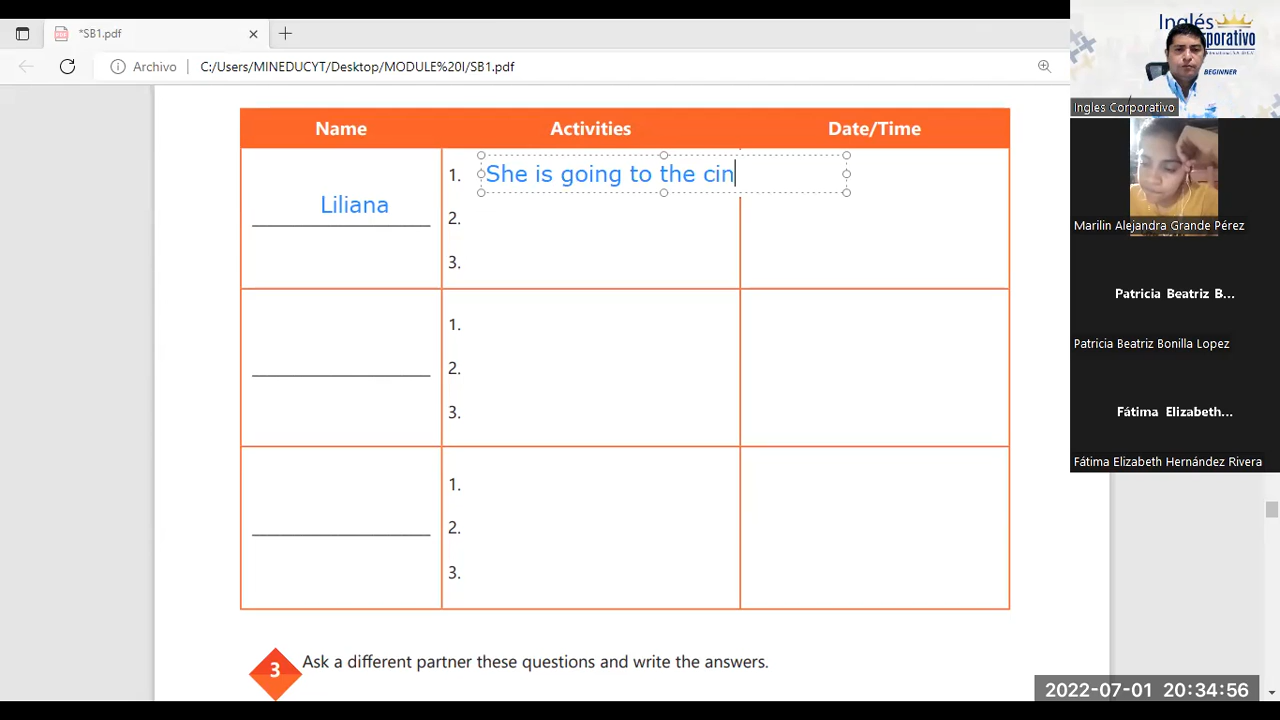 *SB1.pdf
Archivo
C:/Users/MINEDUCYT/Desktop/MODULE%20I/SB1.pdf
Name
Activities
Date/Time
Liliana
1. She is going to the cin
2.
3.
1.
2.
3.
1.
2.
3.
3
Ask a different partner these questions and write the answers.
Inglés
BEGINNER
Ingles Corporativo
Marilin Alejandra Grande Pérez
Patricia Beatriz B...
Patricia Beatriz Bonilla Lopez
Fátima Elizabeth...
Fátima Elizabeth Hernández Rivera
2022-07-01 20:34:56